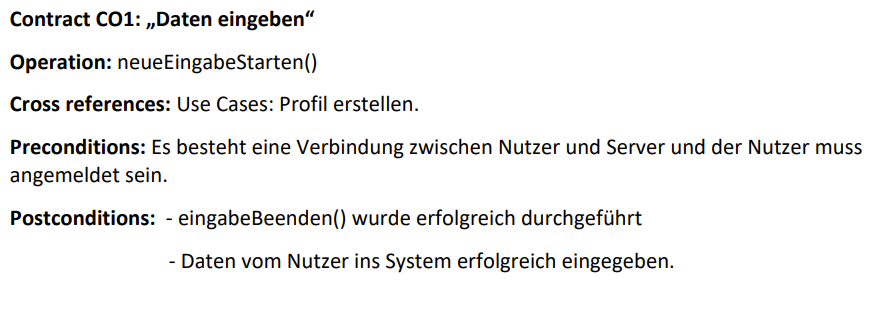 Contract CO1: „Daten eingeben“
Operation: neueEingabeStarten()
Cross references: Use Cases: Profil erstellen.
Preconditions: Es besteht eine Verbindung zwischen Nutzer und Server und der Nutzer muss
angemeldet sein.
Postconditions: - eingabeBeenden() wurde erfolgreich durchgeführt
- Daten vom Nutzer ins System erfolgreich eingegeben.